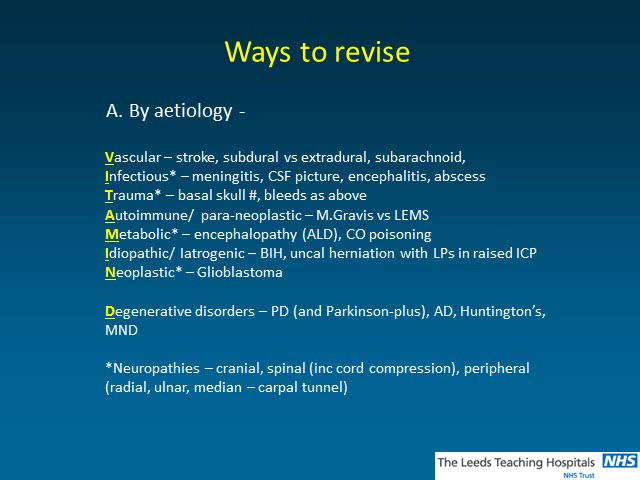 Ways to revise
A. By aetiology -
Vascular – stroke, subdural vs extradural, subarachnoid,
Infectious* – meningitis, CSF picture, encephalitis, abscess
Trauma* – basal skull #, bleeds as above
Autoimmune/ para-neoplastic – M.Gravis vs LEMS
Metabolic* – encephalopathy (ALD), CO poisoning
Idiopathic/ Iatrogenic – BIH, uncal herniation with LPs in raised ICP
Neoplastic* – Glioblastoma
Degenerative disorders – PD (and Parkinson-plus), AD, Huntington’s,
MND
*Neuropathies – cranial, spinal (inc cord compression), peripheral
(radial, ulnar, median – carpal tunnel)
The Leeds Teaching Hospitals NHS
NHS Trust